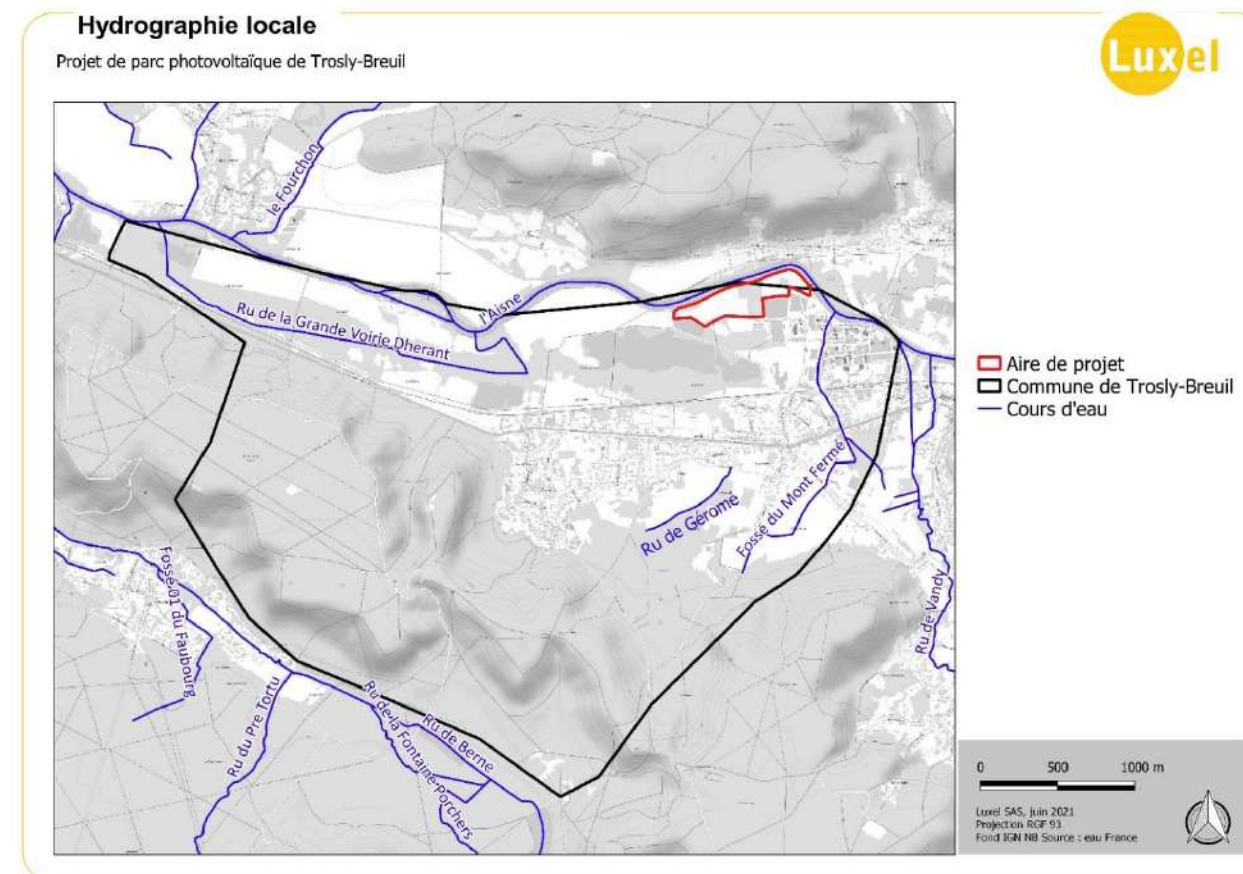 Hydrographie locale
Projet de parc photovoltaïque de Trosly-Breuil
Luxel
le Fourchon
l'Aisne
Ru de la Grande Voirie Dherant
Ru de Gérome
Fossé du Mont Fermé
Ru de Vandy
Fossé 01 du Faubourg
Ru du Pre Tortu
Ru de la Fontaine Porchers
Ru de Berne
Aire de projet
Commune de Trosly-Breuil
Cours d'eau
0 500 1000 m
Luxel SAS, juin 2021
Projection RGF 93
Fond IGN NB Source : eau France